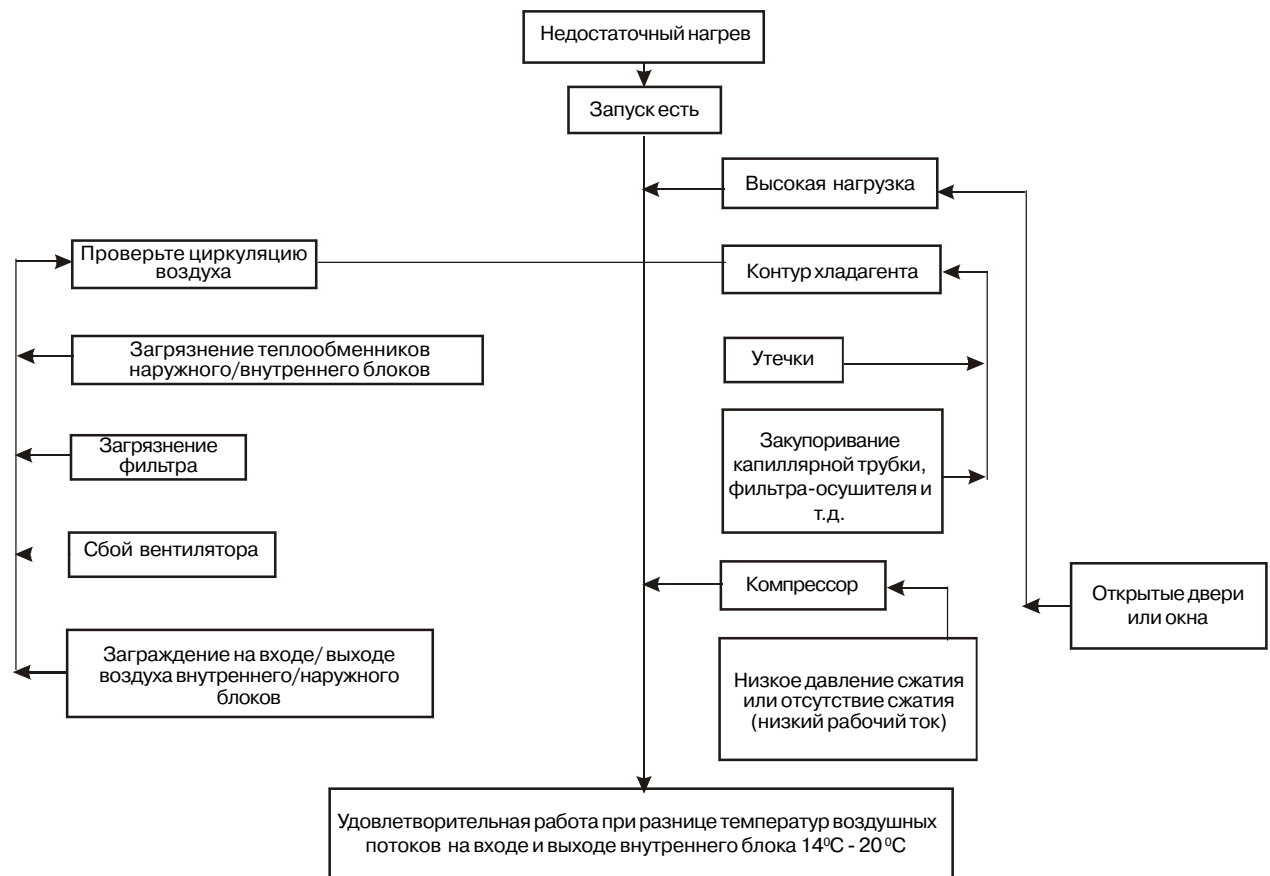 Недостаточный нагрев
Запуск есть
Высокая нагрузка
Проверьте циркуляцию
воздуха
Контур хладагента
Загрязнение теплообменников
наружного/внутреннего блоков
Утечки
Загрязнение
фильтра
Закупоривание
капиллярной трубки,
фильтра-осушителя и
т.д.
Сбой вентилятора
Компрессор
Открытые двери
или окна
Заграждение на входе/ выходе
воздуха внутреннего/наружного
блоков
Низкое давление сжатия
или отсутствие сжатия
(низкий рабочий ток)
Удовлетворительная работа при разнице температур воздушных
потоков на входе и выходе внутреннего блока 14⁰С - 20⁰С